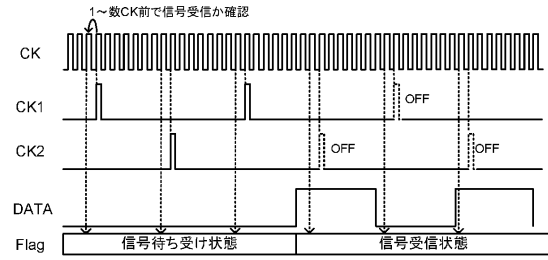 1～数CK前で信号受信か確認
CK
CK1
OFF
CK2
OFF
OFF
DATA
Flag
信号待ち受け状態
信号受信状態